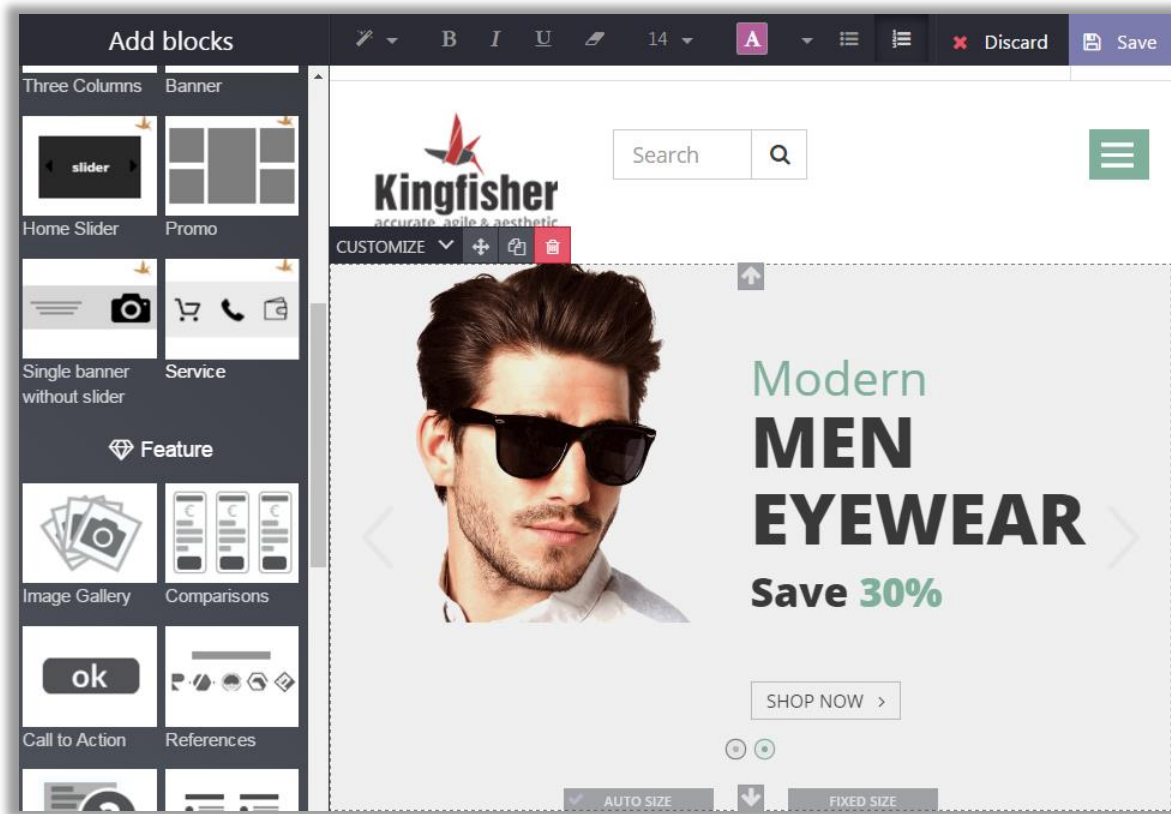 Add blocks
B I U 14 A Discard Save
Three Columns Banner
slider
Home Slider Promo
Single banner
without slider
Service
Feature
€ € €
Image Gallery Comparisons
ok
Call to Action References
?
Search
Kingfisher
accurate, agile & aesthetic
CUSTOMIZE
Modern
MEN
EYEWEAR
Save 30%
SHOP NOW
AUTO SIZE FIXED SIZE